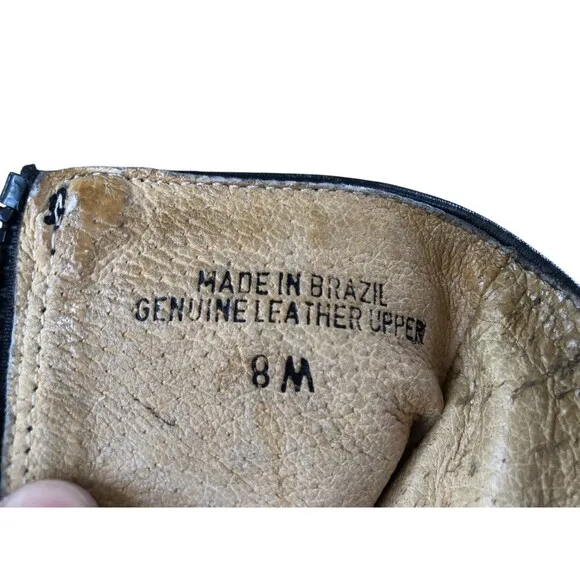 MADE IN BRAZIL
GENUINE LEATHER UPPER
8 M